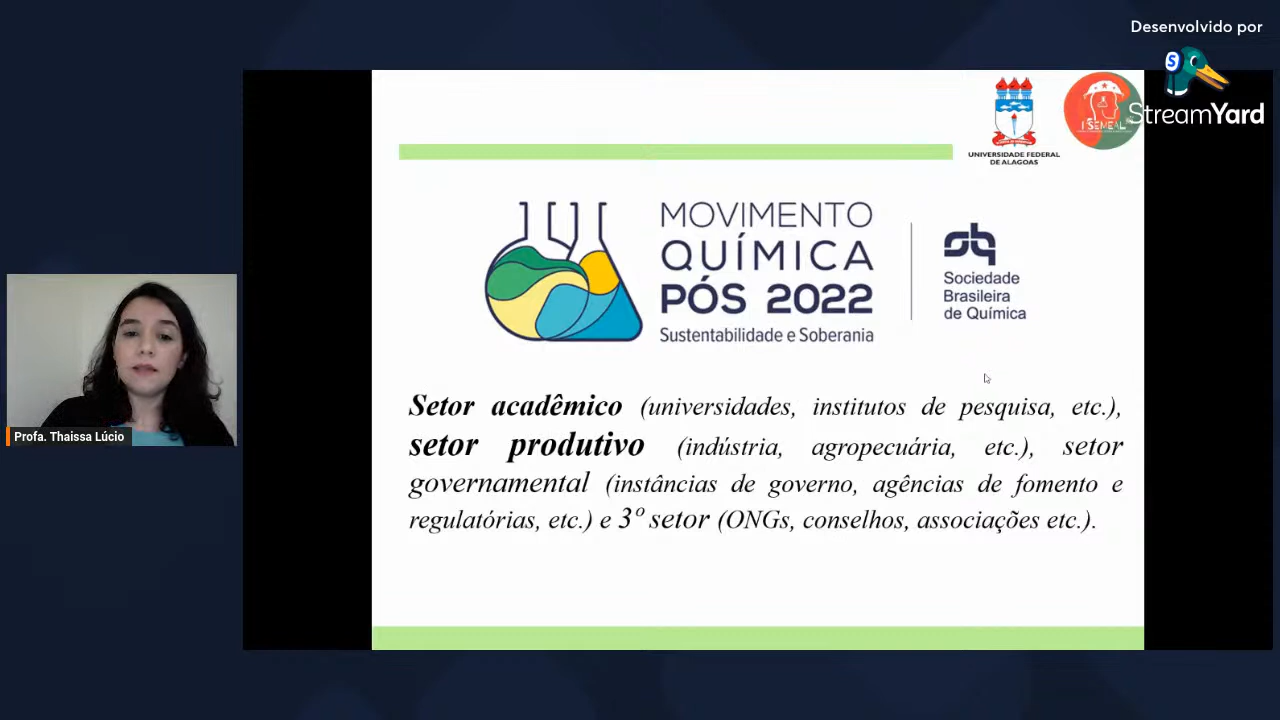 Desenvolvido por
StreamYard
UNIVERSIDADE FEDERAL
DE ALAGOAS
I SEMEAL
MOVIMENTO
QUÍMICA
PÓS 2022
Sustentabilidade e Soberania
Sociedade
Brasileira
de Química
Setor acadêmico (universidades, institutos de pesquisa, etc.),
setor produtivo (indústria, agropecuária, etc.), setor
governamental (instâncias de governo, agências de fomento e
regulatórias, etc.) e 3º setor (ONGs, conselhos, associações etc.).
Profa. Thaissa Lúcio